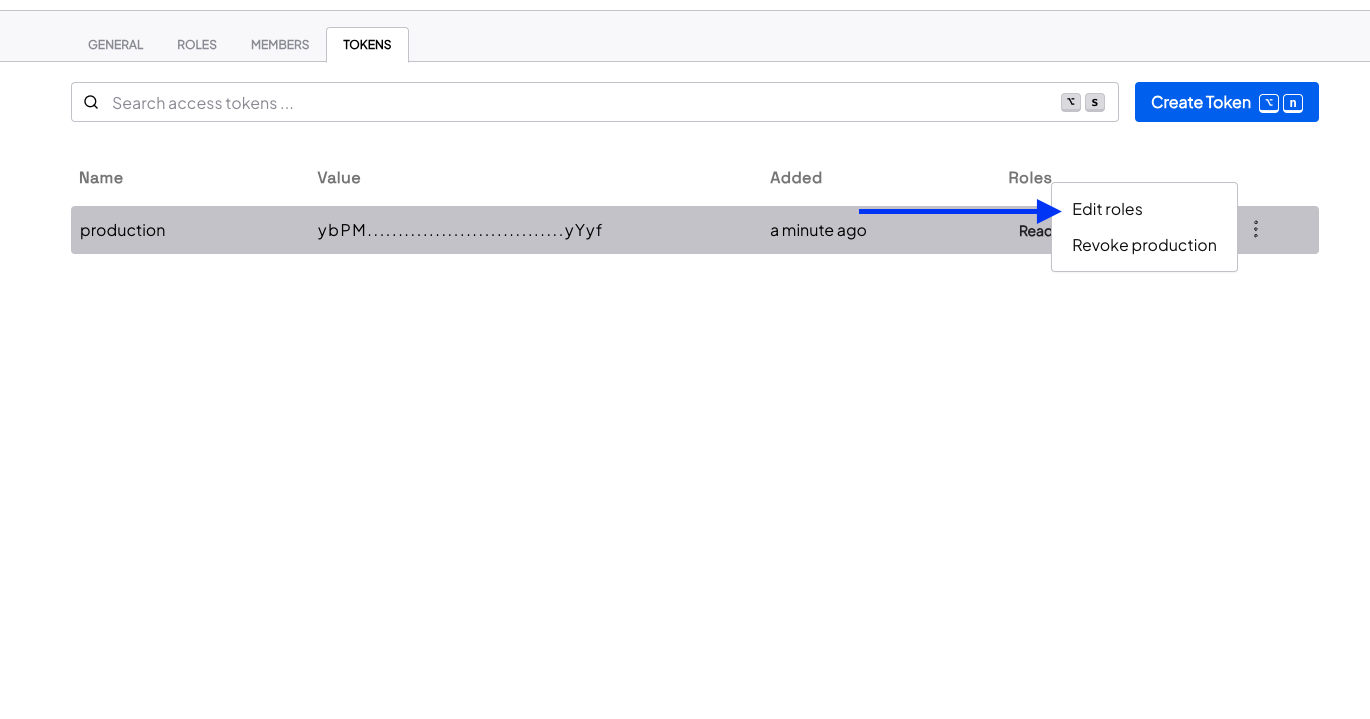 GENERAL ROLES MEMBERS TOKENS
Search access tokens ... ⌥ s Create Token ⌥ n
Name Value Added Roles
Edit roles
production ybPM................................yYyf a minute ago Read
Revoke production